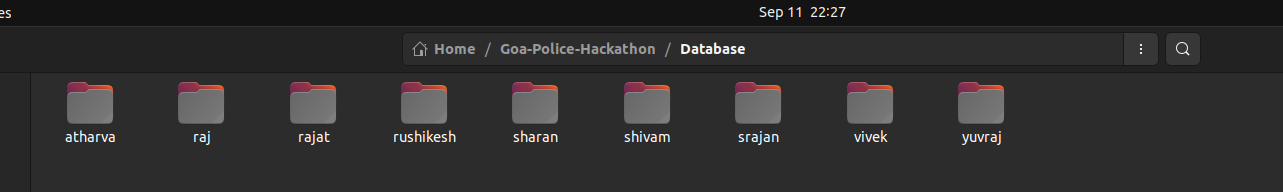 es
Sep 11 22:27
Home / Goa-Police-Hackathon / Database
atharva raj rajat rushikesh sharan shivam srajan vivek yuvraj